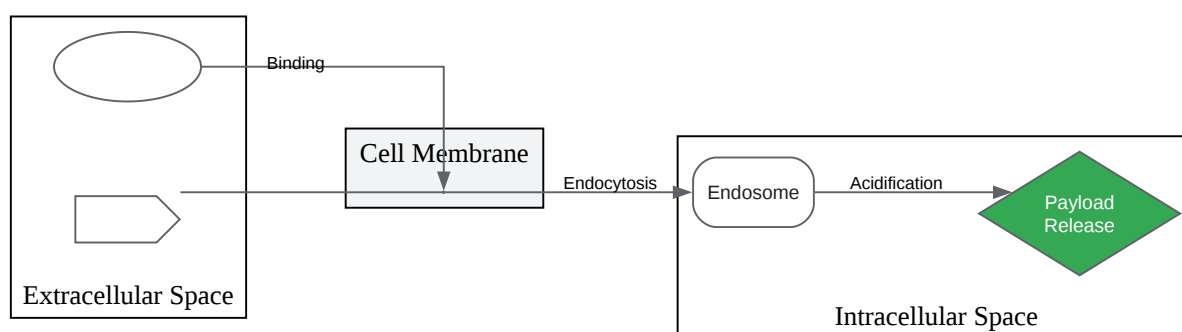 Binding
Cell Membrane
Endocytosis
Endosome
Acidification
Payload
Release
Extracellular Space
Intracellular Space